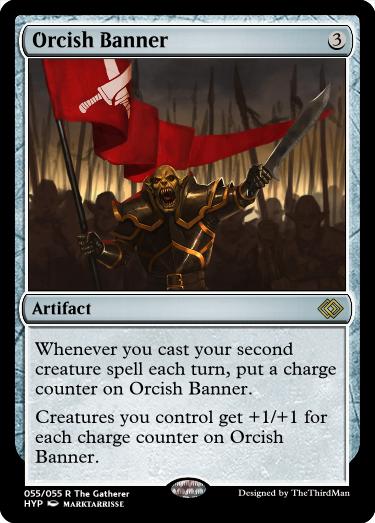 Orcish Banner 3
Artifact
Whenever you cast your second
creature spell each turn, put a charge
counter on Orcish Banner.
Creatures you control get +1/+1 for
each charge counter on Orcish
Banner.
055/055 R The Gatherer
HYP MARKTARRISSE
Designed by TheThirdMan